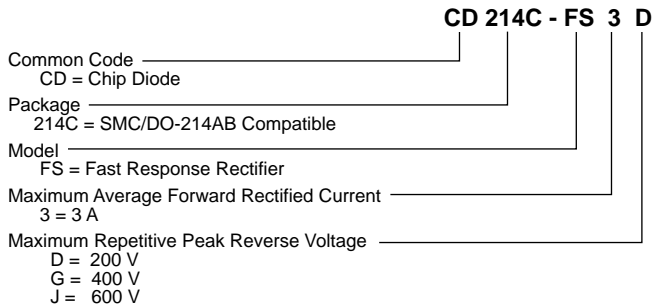 CD 214C - FS 3 D
Common Code
CD = Chip Diode
Package
214C = SMC/DO-214AB Compatible
Model
FS = Fast Response Rectifier
Maximum Average Forward Rectified Current
3 = 3 A
Maximum Repetitive Peak Reverse Voltage
D = 200 V
G = 400 V
J = 600 V